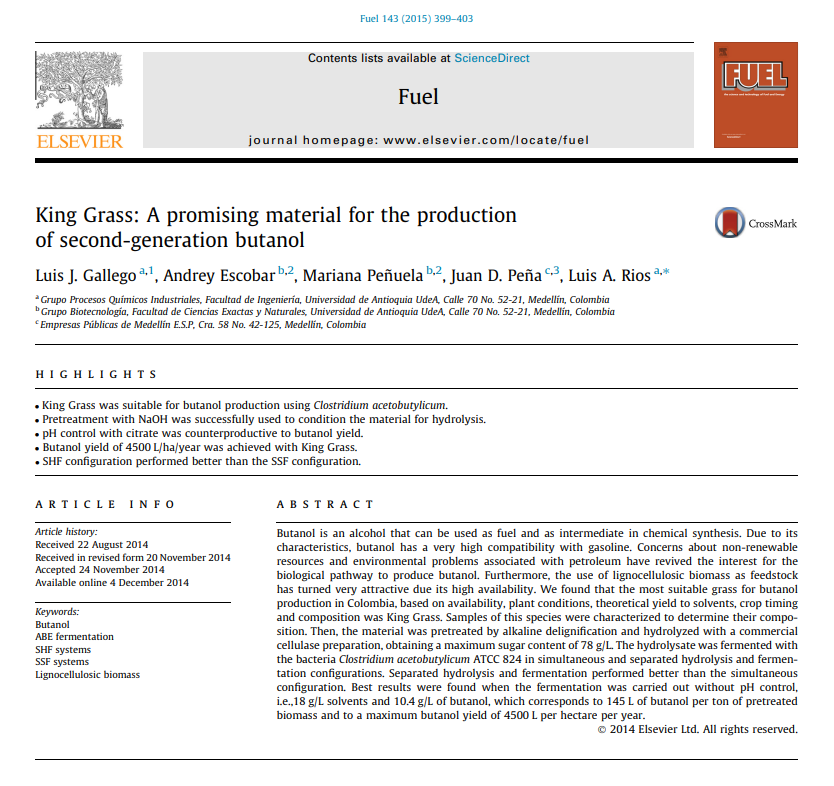 Fuel 143 (2015) 399–403
Contents lists available at ScienceDirect
Fuel
journal homepage: www.elsevier.com/locate/fuel
ELSEVIER
FUEL
King Grass: A promising material for the production
of second-generation butanol
CrossMark
Luis J. Gallego a,1, Andrey Escobar b,2, Mariana Peñuela b,2, Juan D. Peña c,3, Luis A. Rios a,*
a Grupo Procesos Químicos Industriales, Facultad de Ingeniería, Universidad de Antioquia UdeA, Calle 70 No. 52-21, Medellín, Colombia
b Grupo Biotecnología, Facultad de Ciencias Exactas y Naturales, Universidad de Antioquia UdeA, Calle 70 No. 52-21, Medellín, Colombia
c Empresas Públicas de Medellín E.S.P, Cra. 58 No. 42-125, Medellín, Colombia
HIGHLIGHTS
• King Grass was suitable for butanol production using Clostridium acetobutylicum.
• Pretreatment with NaOH was successfully used to condition the material for hydrolysis.
• pH control with citrate was counterproductive to butanol yield.
• Butanol yield of 4500 L/ha/year was achieved with King Grass.
• SHF configuration performed better than the SSF configuration.
ARTICLE INFO
Article history:
Received 22 August 2014
Received in revised form 20 November 2014
Accepted 24 November 2014
Available online 4 December 2014
Keywords:
Butanol
ABE fermentation
SHF systems
SSF systems
Lignocellulosic biomass
ABSTRACT
Butanol is an alcohol that can be used as fuel and as intermediate in chemical synthesis. Due to its
characteristics, butanol has a very high compatibility with gasoline. Concerns about non-renewable
resources and environmental problems associated with petroleum have revived the interest for the
biological pathway to produce butanol. Furthermore, the use of lignocellulosic biomass as feedstock
has turned very attractive due its high availability. We found that the most suitable grass for butanol
production in Colombia, based on availability, plant conditions, theoretical yield to solvents, crop timing
and composition was King Grass. Samples of this species were characterized to determine their compo-
sition. Then, the material was pretreated by alkaline delignification and hydrolyzed with a commercial
cellulase preparation, obtaining a maximum sugar content of 78 g/L. The hydrolysate was fermented with
the bacteria Clostridium acetobutylicum ATCC 824 in simultaneous and separated hydrolysis and fermen-
tation configurations. Separated hydrolysis and fermentation performed better than the simultaneous
configuration. Best results were found when the fermentation was carried out without pH control,
i.e.,18 g/L solvents and 10.4 g/L of butanol, which corresponds to 145 L of butanol per ton of pretreated
biomass and to a maximum butanol yield of 4500 L per hectare per year.
© 2014 Elsevier Ltd. All rights reserved.